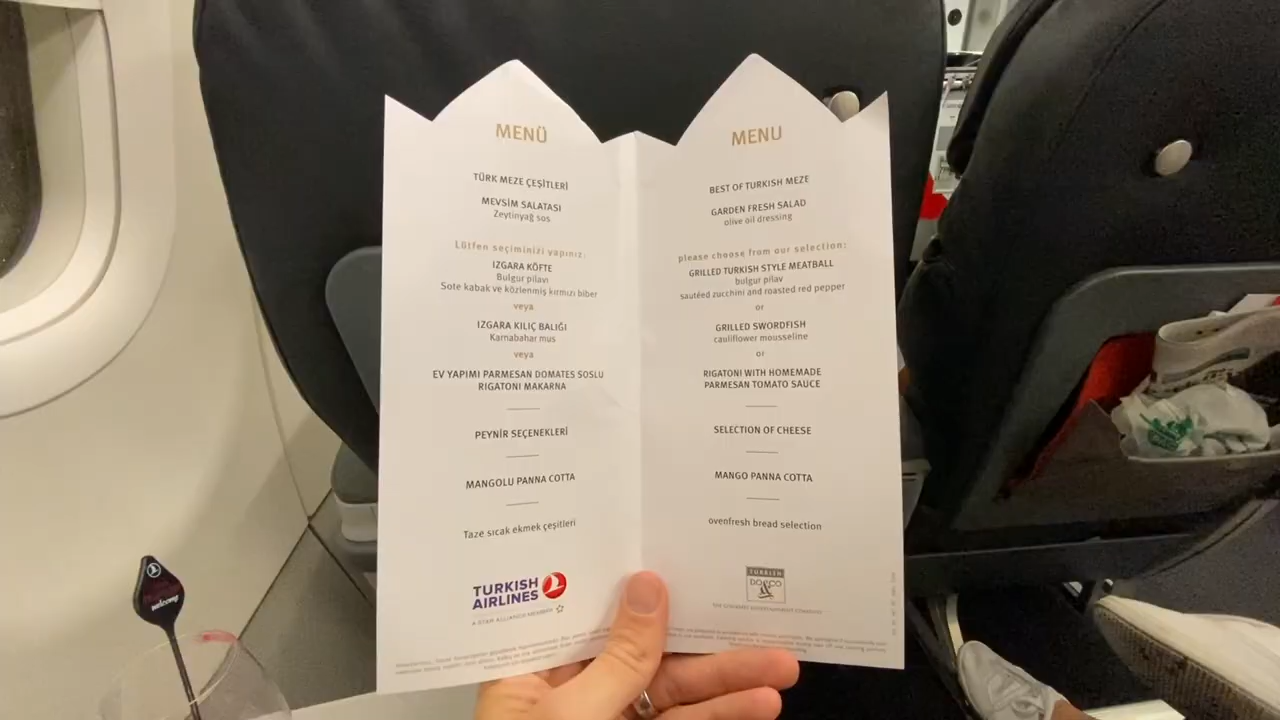 MENÜ
TÜRK MEZE ÇEŞİTLERİ
MEVSİM SALATASI
Zeytinyağ sos
Lütfen seçiminizi yapınız:
IZGARA KÖFTE
Bulgur pilavı
Sote kabak ve közlenmiş kırmızı biber
veya
IZGARA KILIÇ BALIĞI
Karnabahar mus
veya
EV YAPIMI PARMESAN DOMATES SOSLU
RIGATONI MAKARNA
PEYNİR SEÇENEKLERİ
MANGOLU PANNA COTTA
Taze sıcak ekmek çeşitleri
TURKISH
AIRLINES
A STAR ALLIANCE MEMBER
MENU
BEST OF TURKISH MEZE
GARDEN FRESH SALAD
olive oil dressing
please choose from our selection:
GRILLED TURKISH STYLE MEATBALL
bulgur pilav
sautéed zucchini and roasted red pepper
or
GRILLED SWORDFISH
cauliflower mousseline
or
RIGATONI WITH HOMEMADE
PARMESAN TOMATO SAUCE
SELECTION OF CHEESE
MANGO PANNA COTTA
ovenfresh bread selection
TURKISH
DO&CO
welcome